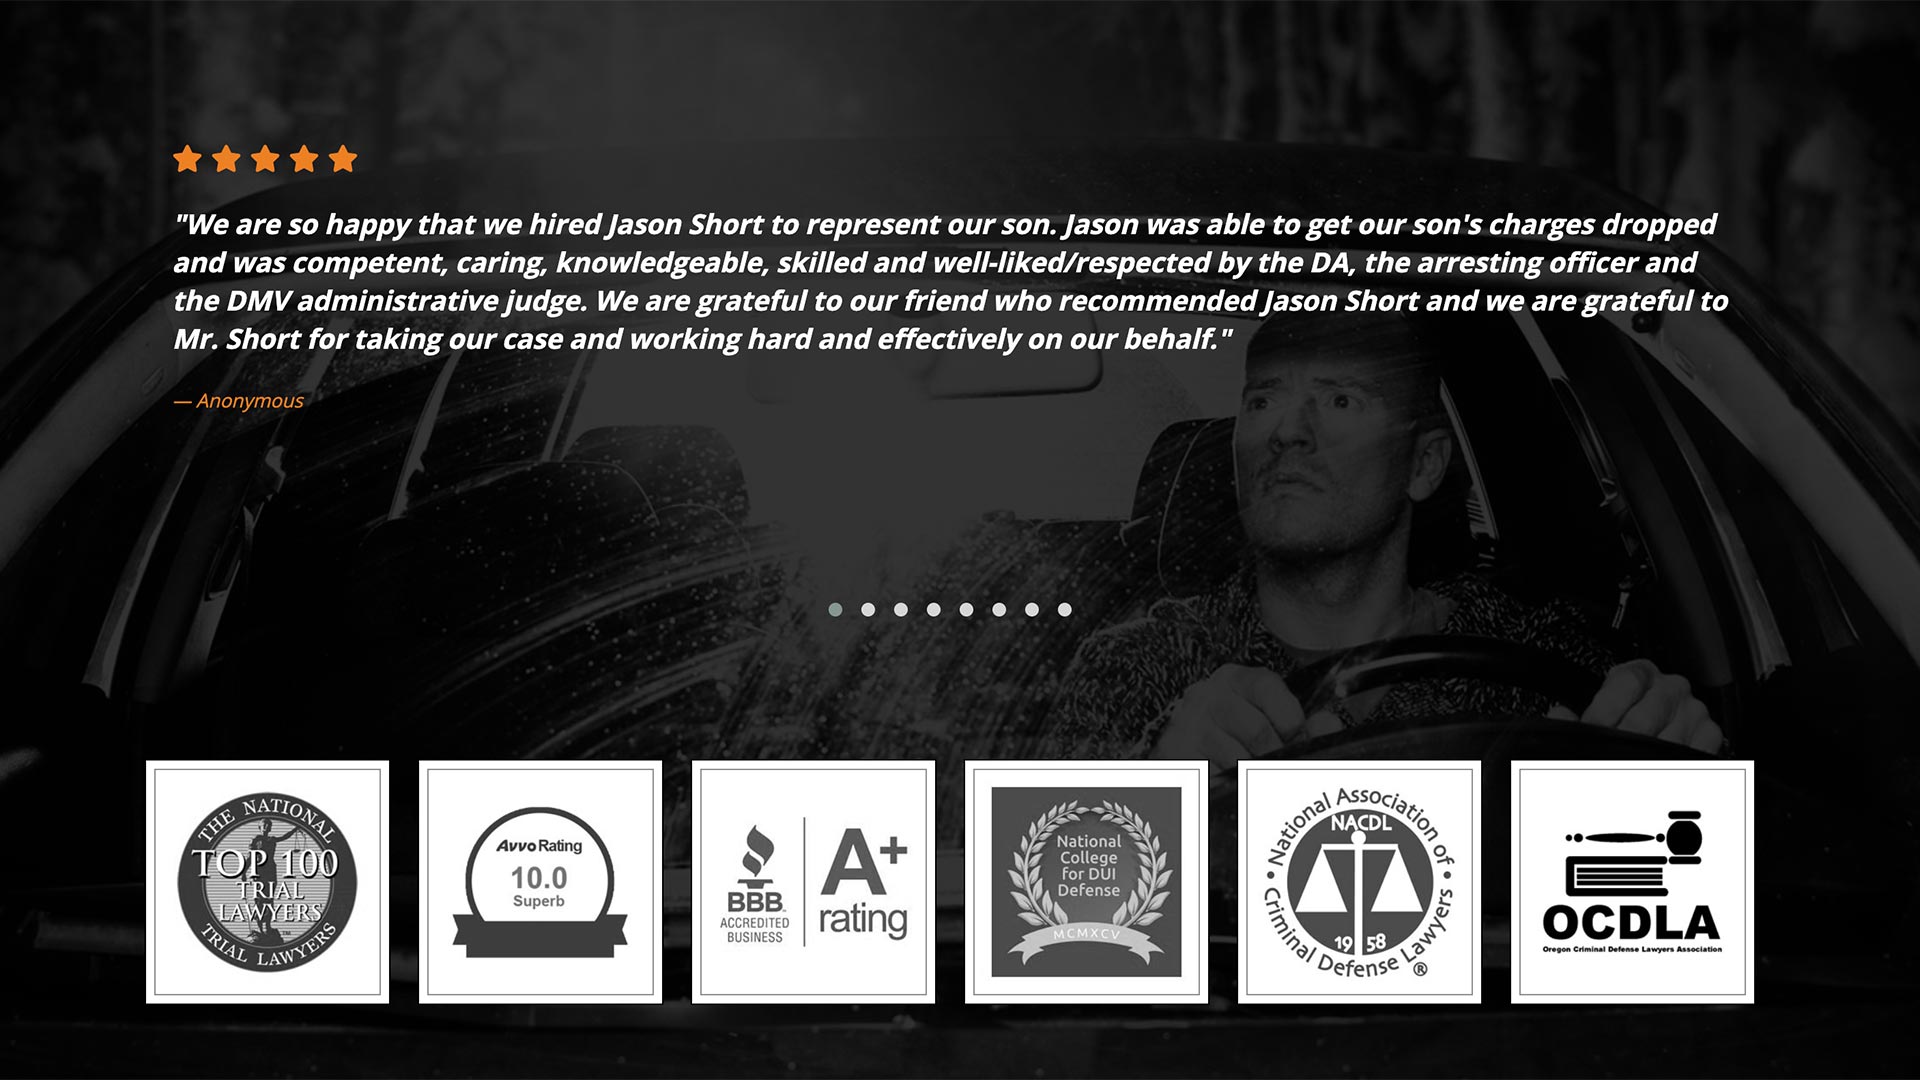 "We are so happy that we hired Jason Short to represent our son. Jason was able to get our son's charges dropped
and was competent, caring, knowledgeable, skilled and well-liked/respected by the DA, the arresting officer and
the DMV administrative judge. We are grateful to our friend who recommended Jason Short and we are grateful to
Mr. Short for taking our case and working hard and effectively on our behalf."
— Anonymous
THE NATIONAL
TOP 100
TRIAL
LAWYERS
TRIAL LAWYERS
Avvo Rating
10.0
Superb
BBB
ACCREDITED
BUSINESS
A+
rating
National
College
for DUI
Defense
MCMXCV
• National Association of •
NACDL
19 58
Criminal Defense Lawyers
®
OCDLA
Oregon Criminal Defense Lawyers Association